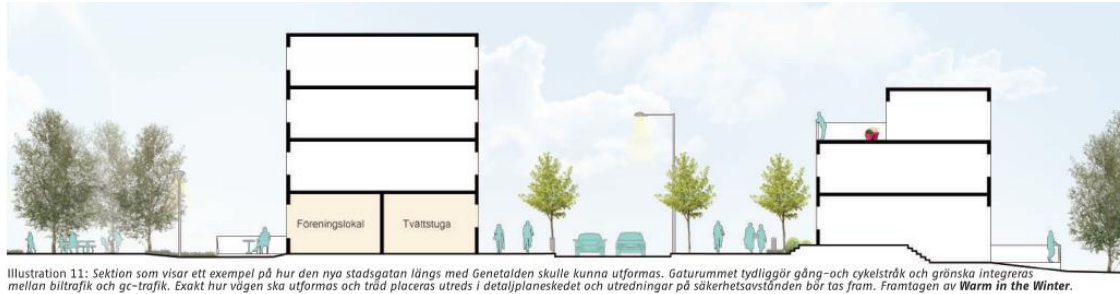 Föreningslokal
Tvättstuga
Illustration 11: Sektion som visar ett exempel på hur den nya stadsgatan längs med Genetalden skulle kunna utformas. Gaturummet tydliggör gång-och cykelstråk och grönska integreras
mellan biltrafik och gc-trafik. Exakt hur vägen ska utformas och träd placeras utreds i detaljplaneskedet och utredningar på säkerhetsavstånden bör tas fram. Framtagen av Warm in the Winter.